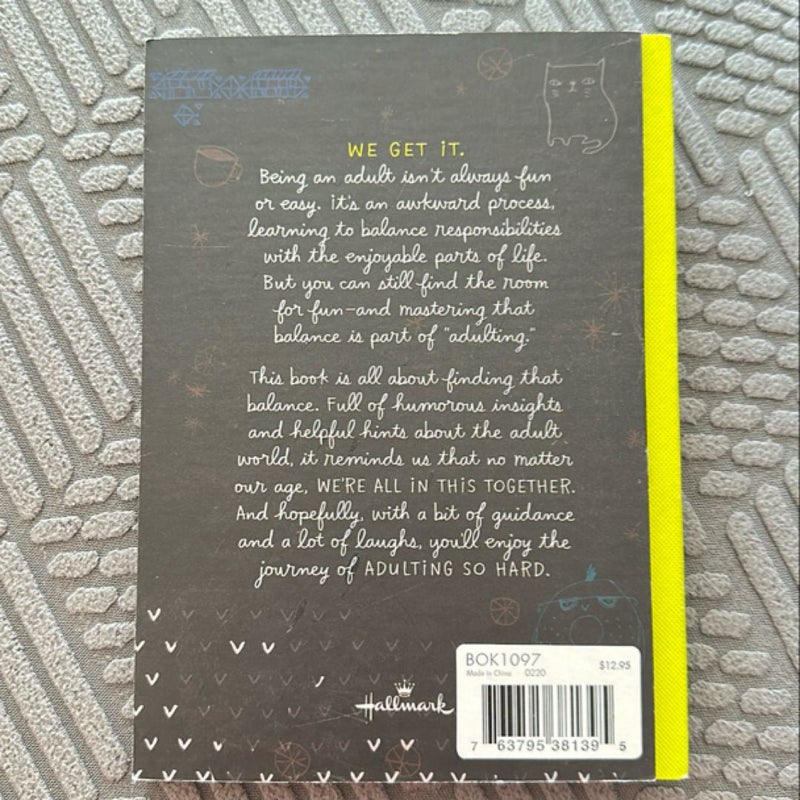 WE GET iT.
Being an adult isn't always fun
or easy. it's an awkward process,
learning to balance responsibilities
with the enjoyable parts of life.
But you can still find the room
for fun—and mastering that
balance is part of "adulting."
This book is all about finding that
balance. Full of humorous insights
and helpful hints about the adult
world, it reminds us that no matter
our age, WE'RE ALL iN THiS TOGETHER.
And hopefully, with a bit of guidance
and a lot of laughs, you'll enjoy the
journey of ADULTING SO HARD.
Hallmark
BOK1097
$12.95
Made in China 0220
7 63795 38139 5